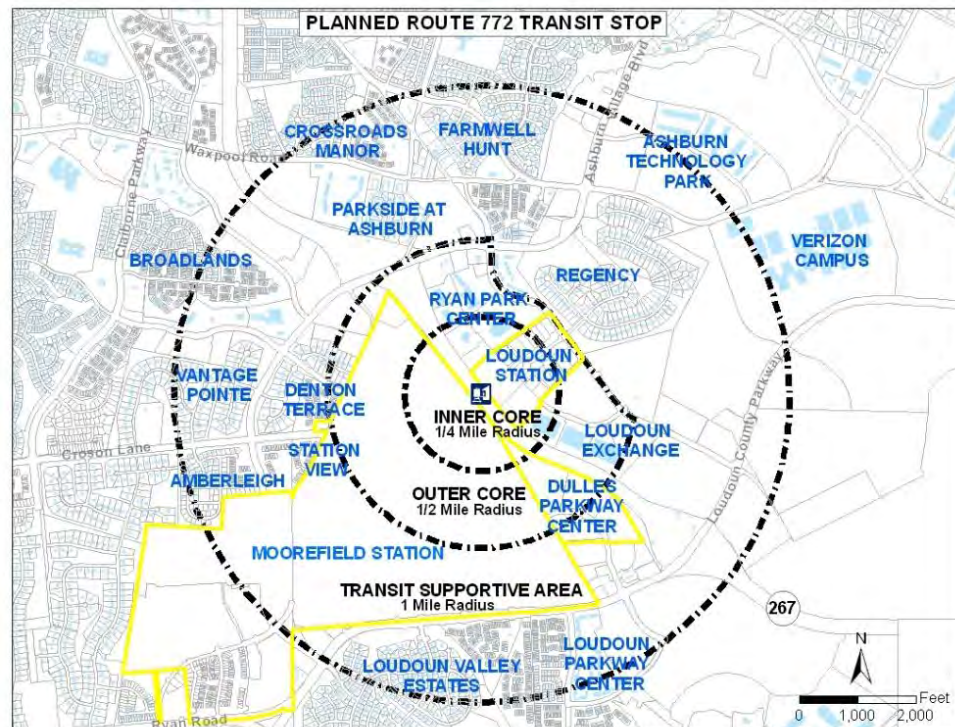 PLANNED ROUTE 772 TRANSIT STOP
Ashburn Village Blvd
CROSSROADS
MANOR
FARMWELL
HUNT
ASHBURN
TECHNOLOGY
PARK
Waxpool Road
Claiborne Parkway
PARKSIDE AT
ASHBURN
VERIZON
CAMPUS
BROADLANDS
REGENCY
RYAN PARK
CENTER
LOUDOUN
STATION
VANTAGE
POINTE
DENTON
TERRACE
INNER CORE
1/4 Mile Radius
LOUDOUN
EXCHANGE
Loudoun County Parkway
Croson Lane
STATION
VIEW
AMBERLEIGH
OUTER CORE
1/2 Mile Radius
DULLES
PARKWAY
CENTER
MOOREFIELD STATION
TRANSIT SUPPORTIVE AREA
1 Mile Radius
267
LOUDOUN VALLEY
ESTATES
LOUDOUN
PARKWAY
CENTER
N
Feet
0 1,000 2,000
Ryan Road